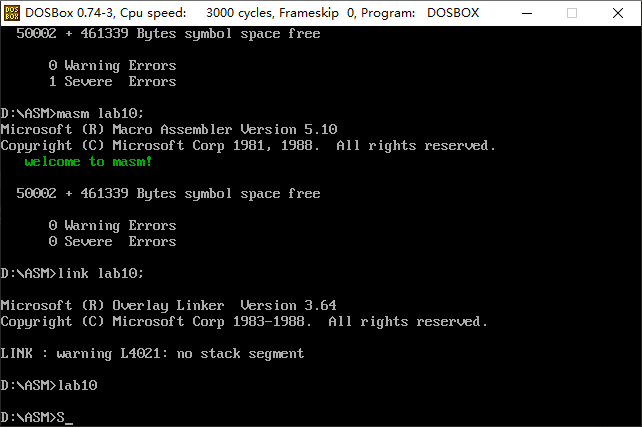 DOS BOX DOSBox 0.74-3, Cpu speed: 3000 cycles, Frameskip 0, Program: DOSBOX
50002 + 461339 Bytes symbol space free
0 Warning Errors
1 Severe Errors
D:\ASM>masm lab10;
Microsoft (R) Macro Assembler Version 5.10
Copyright (C) Microsoft Corp 1981, 1988. All rights reserved.
welcome to masm!
50002 + 461339 Bytes symbol space free
0 Warning Errors
0 Severe Errors
D:\ASM>link lab10;
Microsoft (R) Overlay Linker Version 3.64
Copyright (C) Microsoft Corp 1983-1988. All rights reserved.
LINK : warning L4021: no stack segment
D:\ASM>lab10
D:\ASM>S_